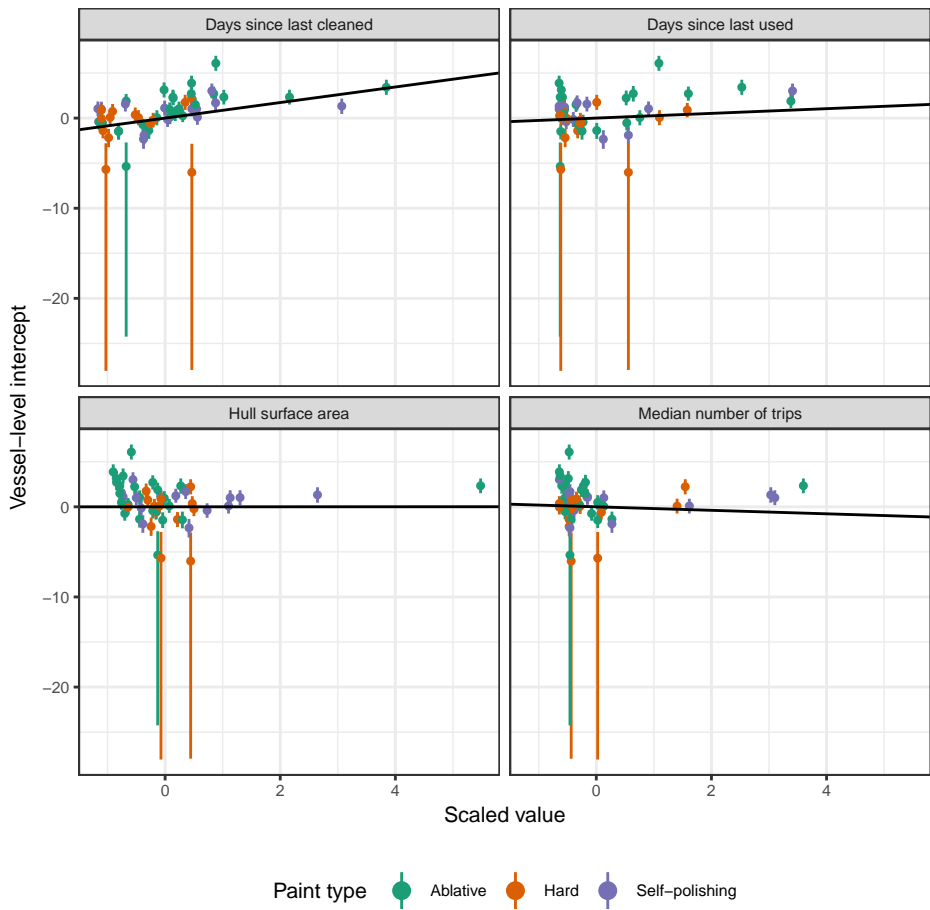 Days since last cleaned
Days since last used
0
−10
−20
Hull surface area
Median number of trips
0
−10
−20
0
2
4
0
2
4
Vessel−level intercept
Scaled value
Paint type
Ablative
Hard
Self−polishing